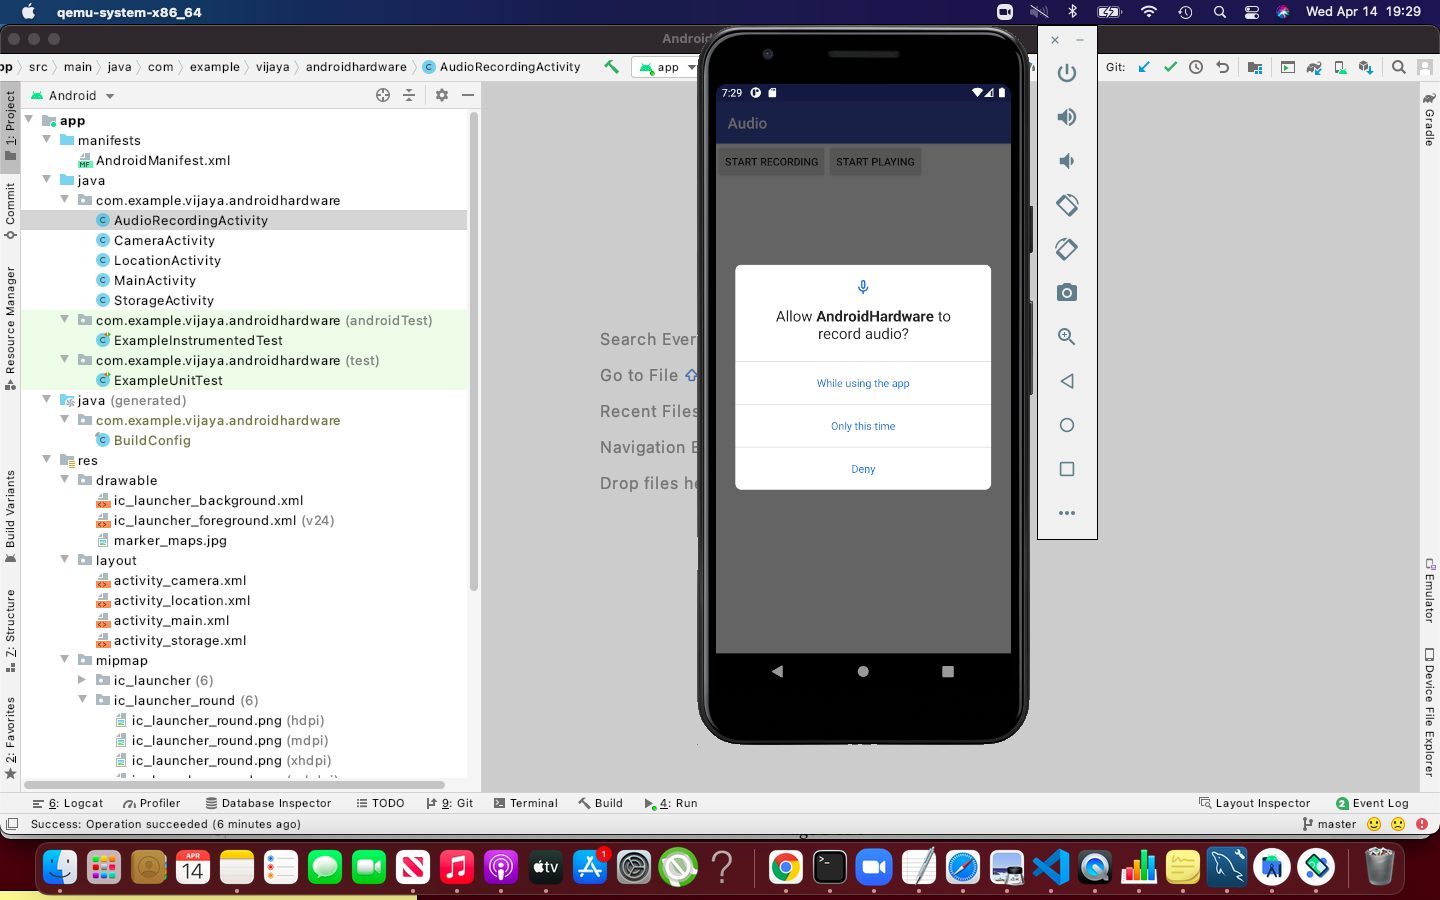 qemu-system-x86_64
Wed Apr 14 19:29
Android
pp src main java com example vijaya androidhardware AudioRecordingActivity
app
Git:
Android
app
manifests
AndroidManifest.xml
java
com.example.vijaya.androidhardware
AudioRecordingActivity
CameraActivity
LocationActivity
MainActivity
StorageActivity
com.example.vijaya.androidhardware (androidTest)
ExampleInstrumentedTest
com.example.vijaya.androidhardware (test)
ExampleUnitTest
java (generated)
com.example.vijaya.androidhardware
BuildConfig
res
drawable
ic_launcher_background.xml
ic_launcher_foreground.xml (v24)
marker_maps.jpg
layout
activity_camera.xml
activity_location.xml
activity_main.xml
activity_storage.xml
mipmap
ic_launcher (6)
ic_launcher_round (6)
ic_launcher_round.png (hdpi)
ic_launcher_round.png (mdpi)
ic_launcher_round.png (xhdpi)
1: Project
Commit
Resource Manager
Build Variants
7: Structure
2: Favorites
Search Ever
Go to File
Recent Files
Navigation B
Drop files he
7:29
Audio
START RECORDING
START PLAYING
Allow AndroidHardware to
record audio?
While using the app
Only this time
Deny
Gradle
Emulator
Device File Explorer
6: Logcat
Profiler
Database Inspector
TODO
9: Git
Terminal
Build
4: Run
Layout Inspector
2 Event Log
Success: Operation succeeded (6 minutes ago)
master
APR
14
tv
1